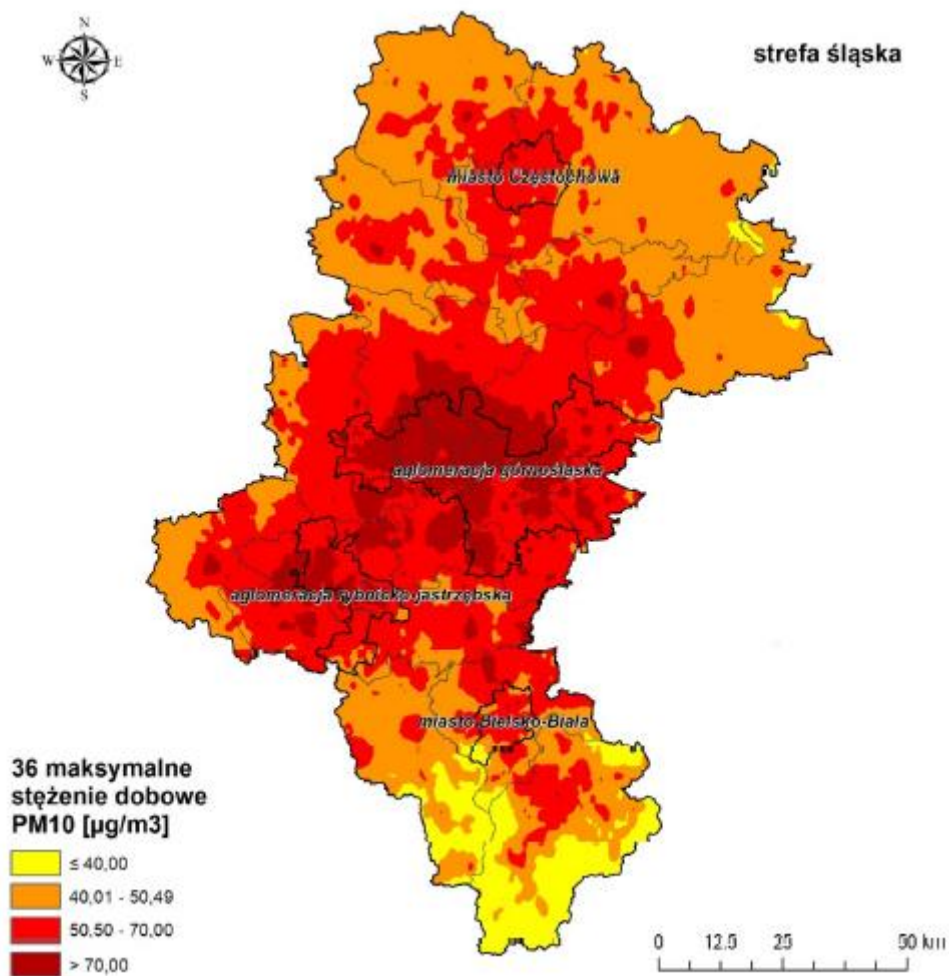 N
W E
S
strefa śląska
miasto Częstochowa
aglomeracja górnośląska
aglomeracja rybnicko-jastrzębska
miasto Bielsko-Biała
36 maksymalne
stężenie dobowe
PM10 [µg/m3]
≤ 40,00
40,01 - 50,49
50,50 - 70,00
> 70,00
0 12.5 25 50 km